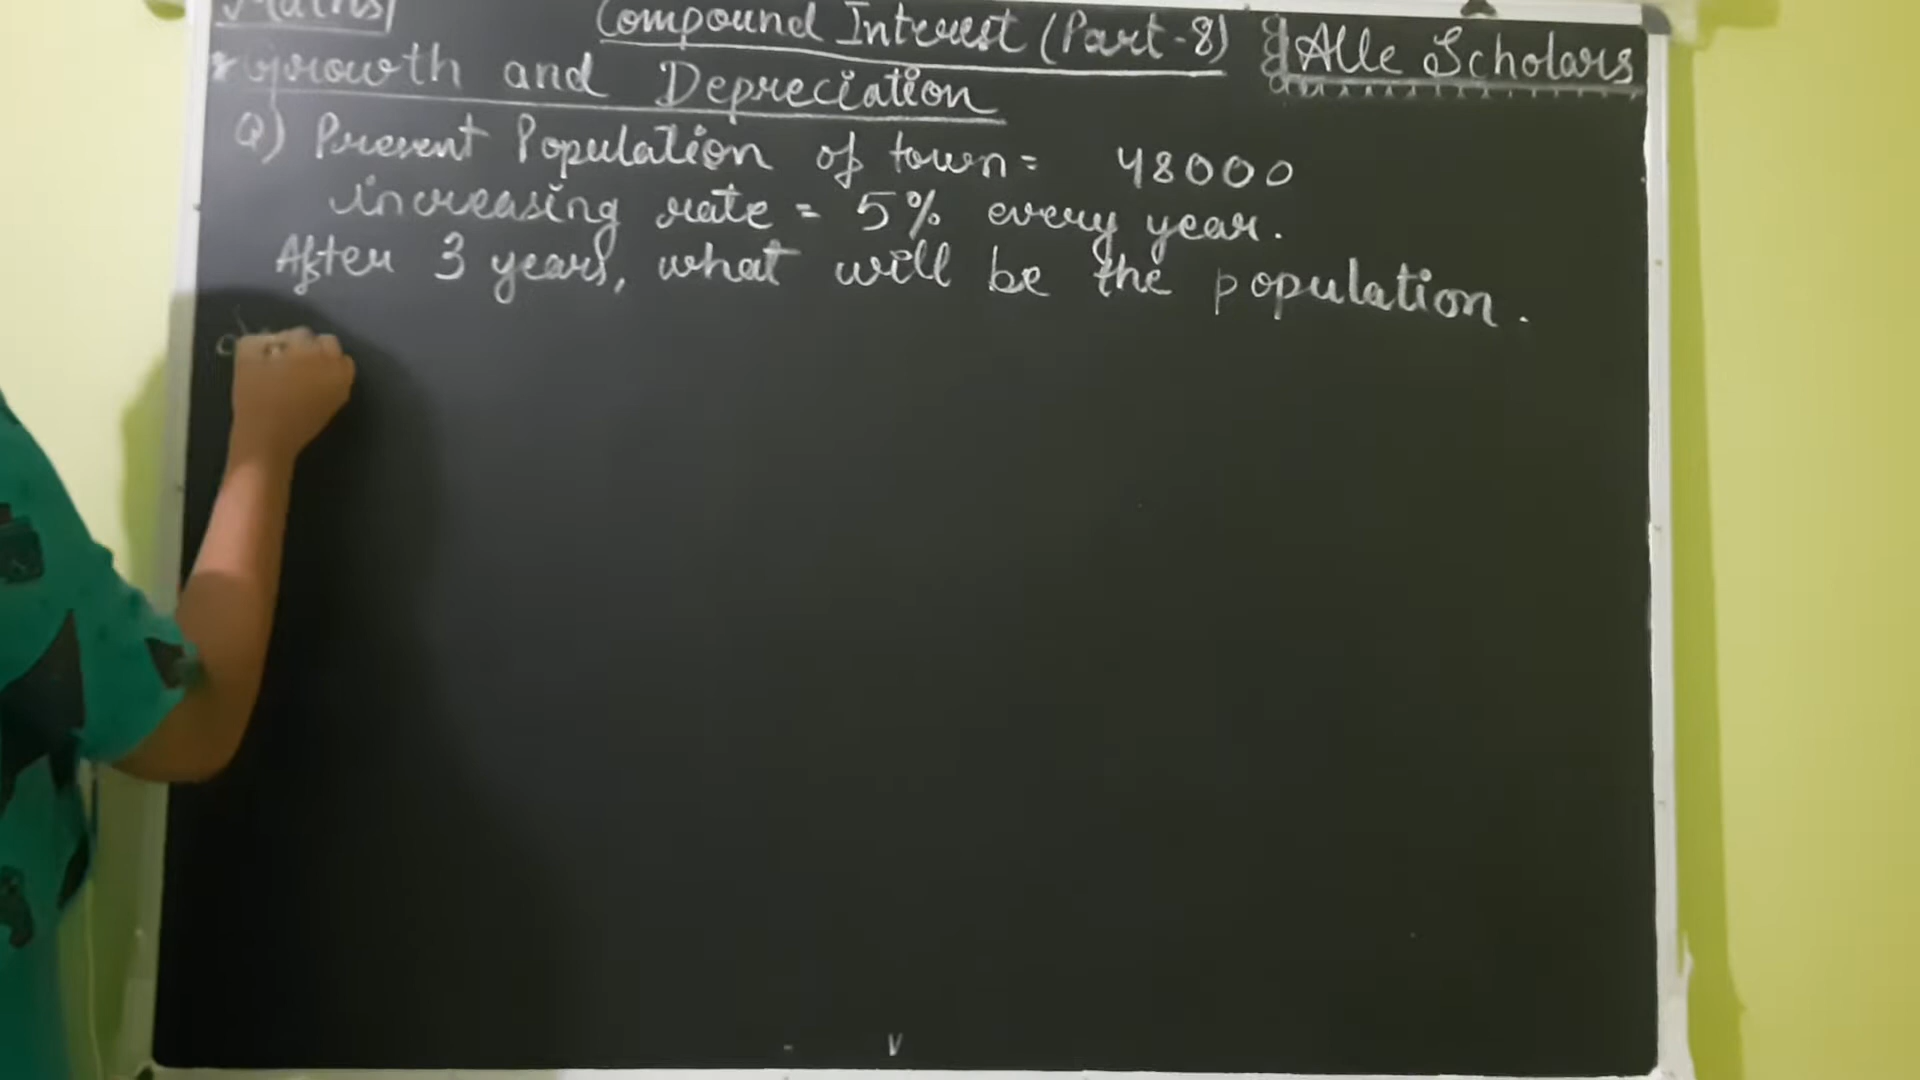 Maths
Compound Interest (Part-8)
Alle Scholars
* Growth and Depreciation
Q) Present Population of town = 48000
increasing rate = 5% every year.
After 3 years, what will be the population.